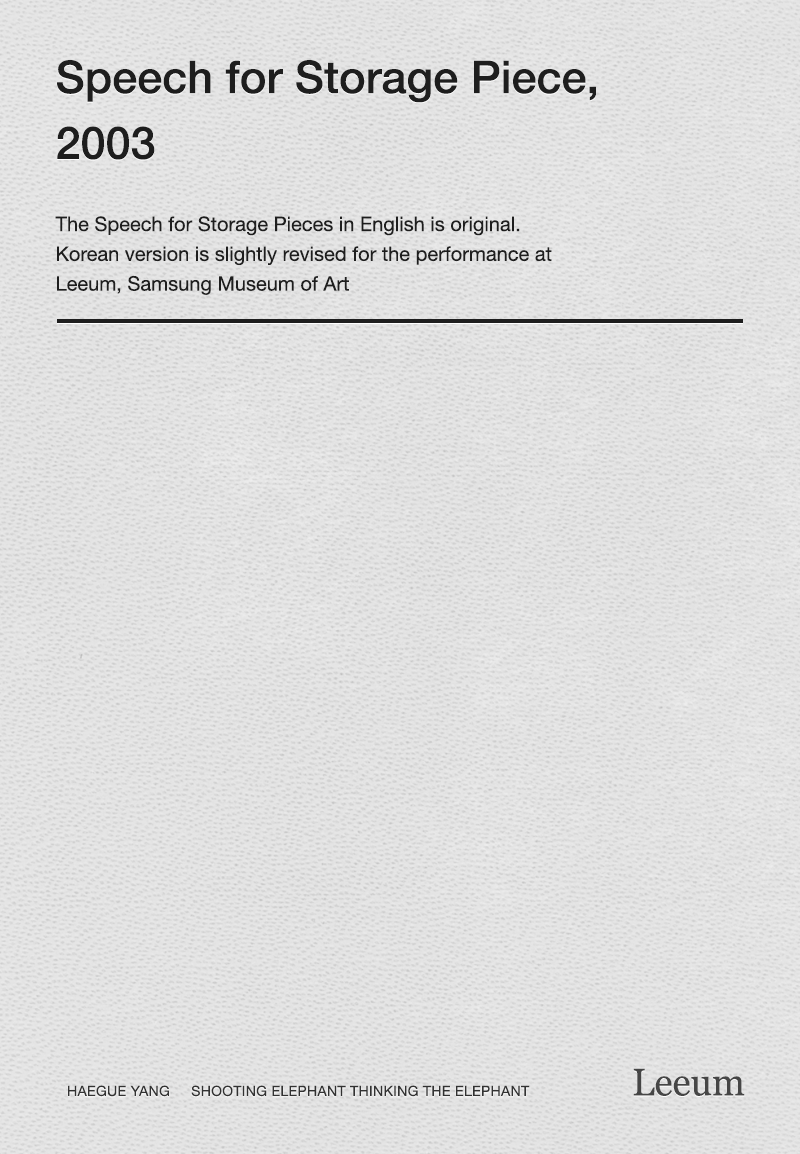 Speech for Storage Piece,
2003
The Speech for Storage Pieces in English is original.
Korean version is slightly revised for the performance at
Leeum, Samsung Museum of Art
HAEGUE YANG SHOOTING ELEPHANT THINKING THE ELEPHANT
Leeum